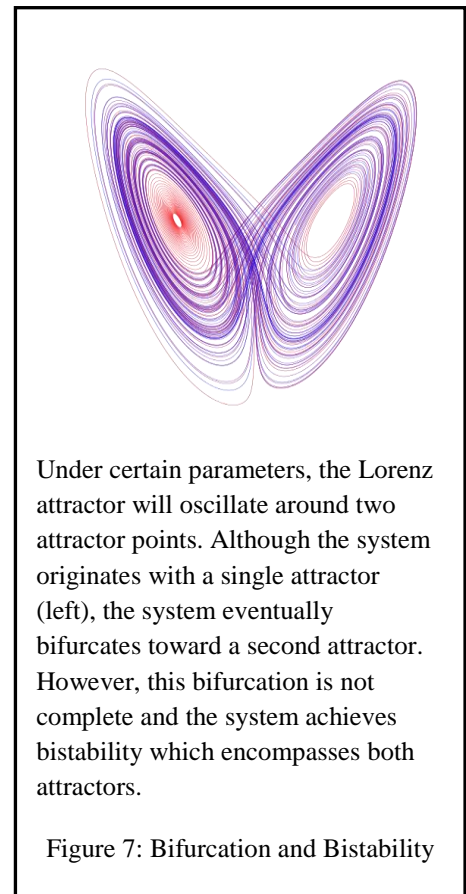 Under certain parameters, the Lorenz
attractor will oscillate around two
attractor points. Although the system
originates with a single attractor
(left), the system eventually
bifurcates toward a second attractor.
However, this bifurcation is not
complete and the system achieves
bistability which encompasses both
attractors.
Figure 7: Bifurcation and Bistability